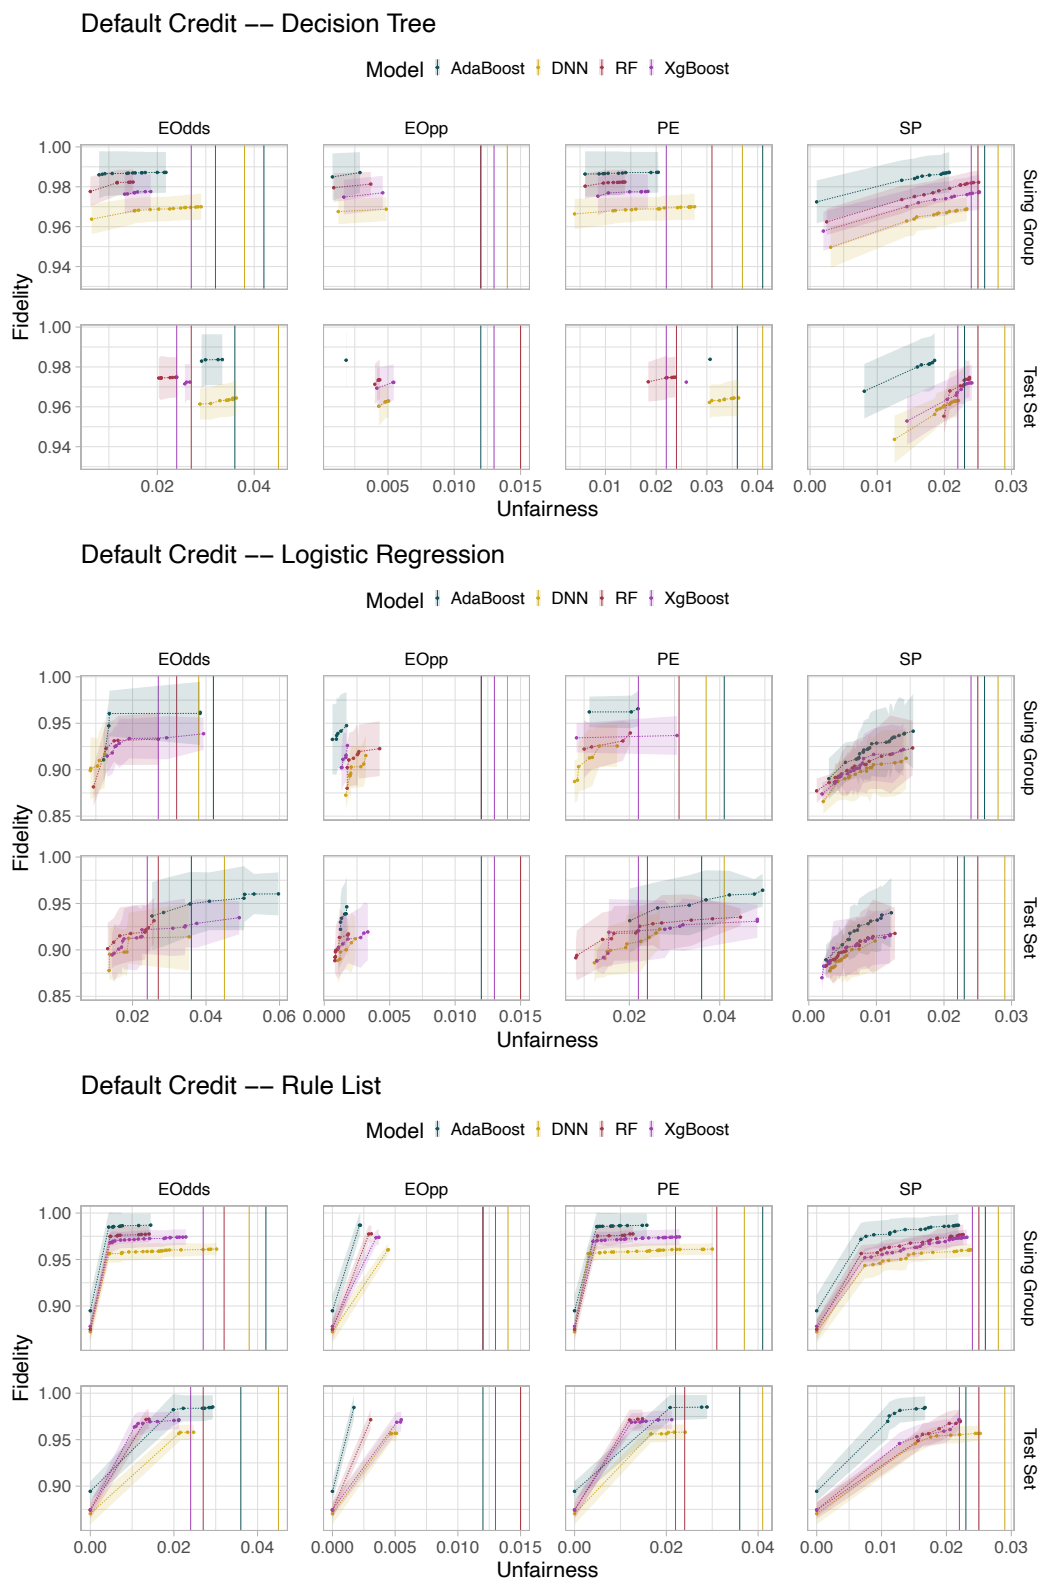 Default Credit −− Decision Tree
Model AdaBoost DNN RF XgBoost
EOdds EOpp PE SP
1.00
0.98
0.96
0.94
Suing Group
Fidelity
1.00
0.98
0.96
0.94
Test Set
0.02 0.04 0.005 0.010 0.015 0.01 0.02 0.03 0.04 0.00 0.01 0.02 0.03
Unfairness
Default Credit −− Logistic Regression
Model AdaBoost DNN RF XgBoost
EOdds EOpp PE SP
1.00
0.95
0.90
0.85
Suing Group
Fidelity
1.00
0.95
0.90
0.85
Test Set
0.02 0.04 0.06 0.000 0.005 0.010 0.015 0.02 0.04 0.00 0.01 0.02 0.03
Unfairness
Default Credit −− Rule List
Model AdaBoost DNN RF XgBoost
EOdds EOpp PE SP
1.00
0.95
0.90
Suing Group
Fidelity
1.00
0.95
0.90
Test Set
0.00 0.02 0.04 0.000 0.005 0.010 0.015 0.00 0.01 0.02 0.03 0.04 0.00 0.01 0.02 0.03
Unfairness